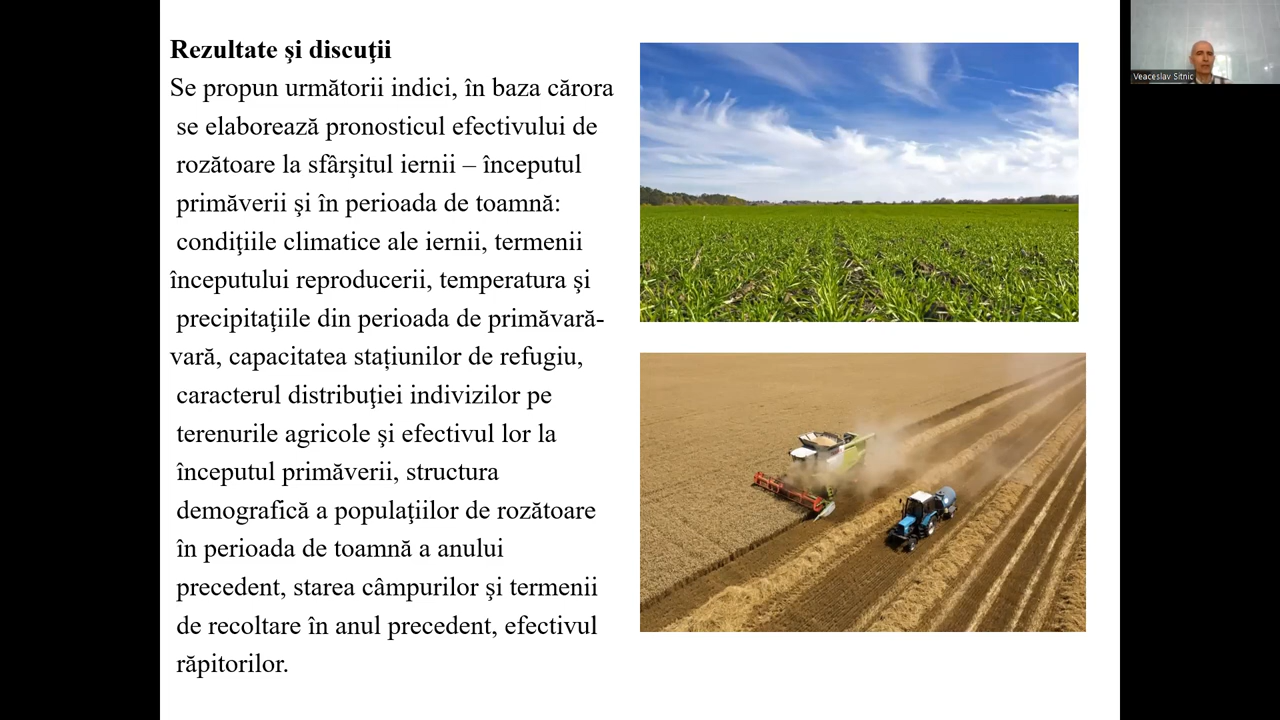 Rezultate şi discuţii
Se propun următorii indici, în baza cărora
se elaborează pronosticul efectivului de
rozătoare la sfârşitul iernii – începutul
primăverii şi în perioada de toamnă:
condiţiile climatice ale iernii, termenii
începutului reproducerii, temperatura şi
precipitaţiile din perioada de primăvară-
vară, capacitatea stațiunilor de refugiu,
caracterul distribuţiei indivizilor pe
terenurile agricole şi efectivul lor la
începutul primăverii, structura
demografică a populaţiilor de rozătoare
în perioada de toamnă a anului
precedent, starea câmpurilor şi termenii
de recoltare în anul precedent, efectivul
răpitorilor.
Veaceslav Sitnic